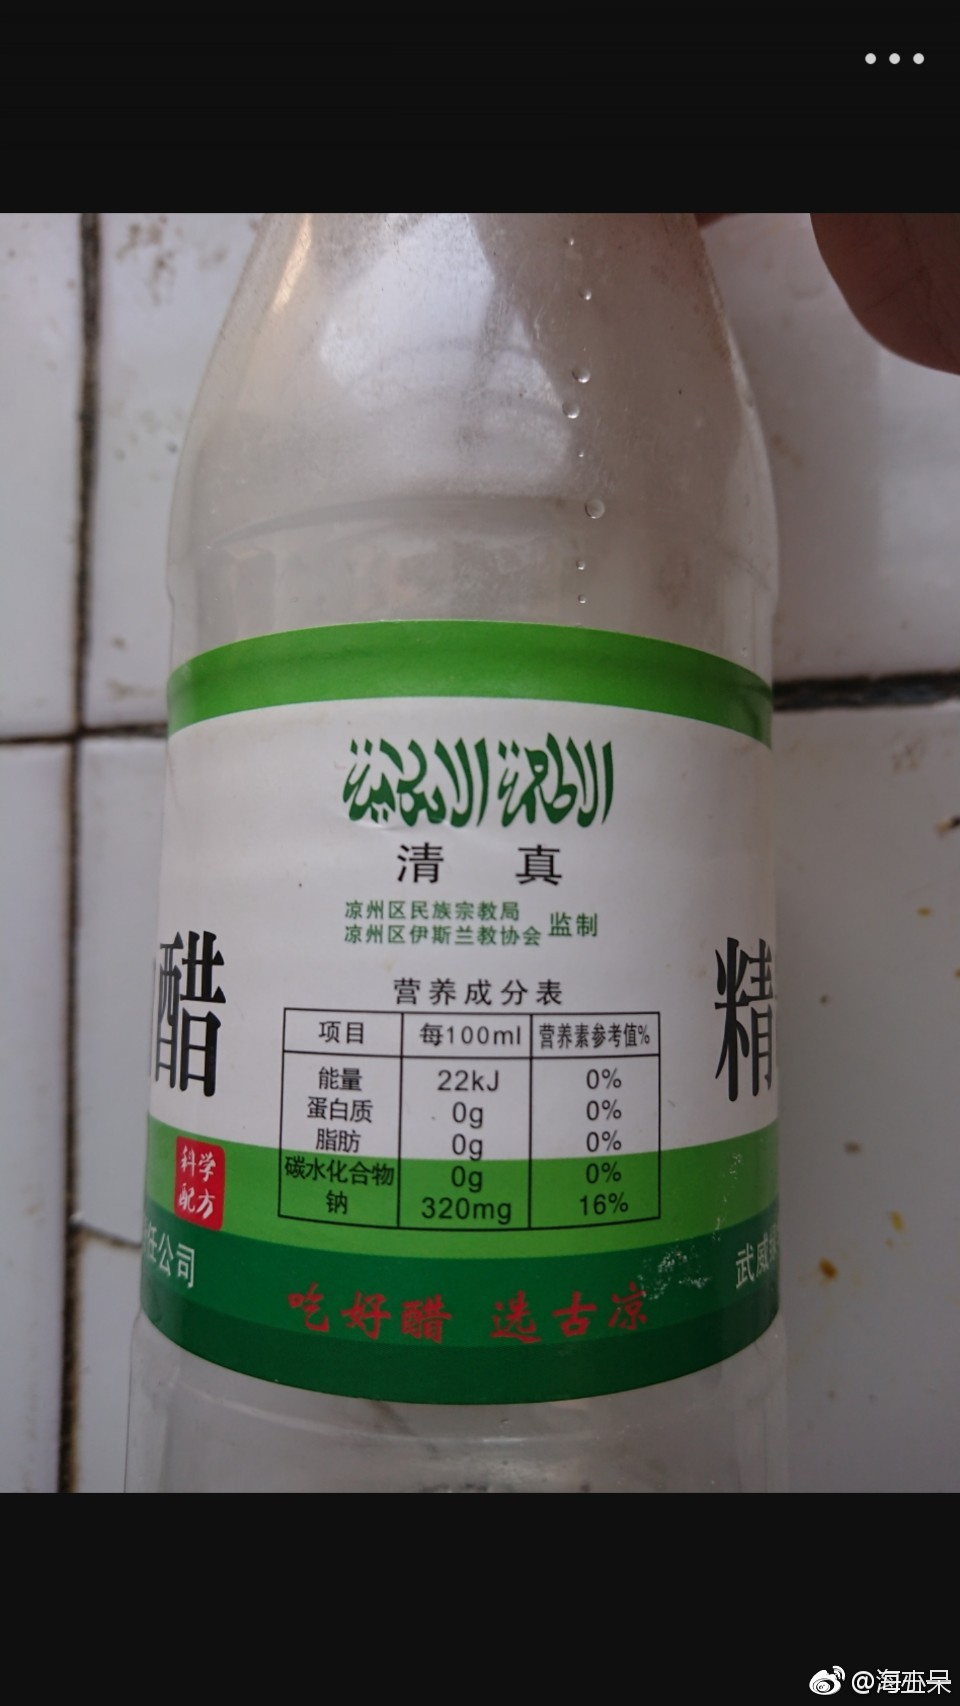 الأطعمة الإسلامية
清 真
凉州区民族宗教局
凉州区伊斯兰教协会 监制
醋
精
营养成分表
项目 每100ml 营养素参考值%
能量 22kJ 0%
蛋白质 0g 0%
脂肪 0g 0%
碳水化合物 0g 0%
钠 320mg 16%
科学
配方
任公司
武威
吃好醋 选古凉